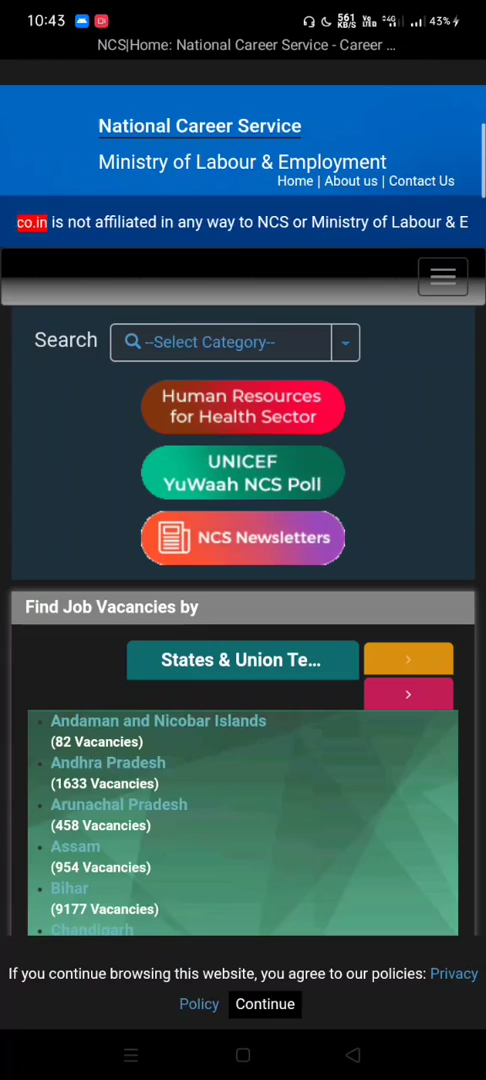 10:43 561 KB/S 4G 43%
NCS|Home: National Career Service - Career ...
National Career Service
Ministry of Labour & Employment
Home | About us | Contact Us
co.in is not affiliated in any way to NCS or Ministry of Labour & E
Search --Select Category--
Human Resources
for Health Sector
UNICEF
YuWaah NCS Poll
NCS Newsletters
Find Job Vacancies by
States & Union Te...
Andaman and Nicobar Islands
(82 Vacancies)
Andhra Pradesh
(1633 Vacancies)
Arunachal Pradesh
(458 Vacancies)
Assam
(954 Vacancies)
Bihar
(9177 Vacancies)
Chandigarh
If you continue browsing this website, you agree to our policies: Privacy
Policy Continue